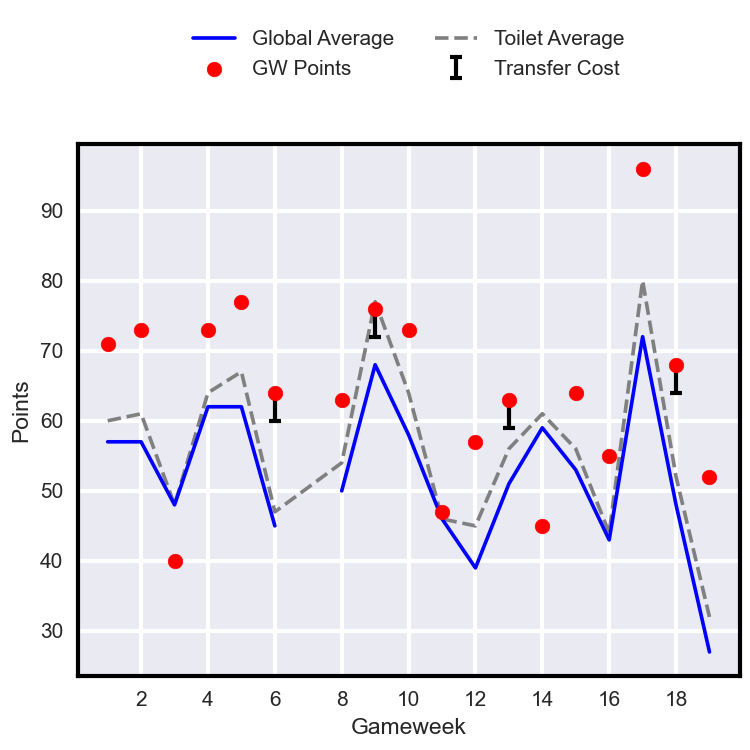 Global Average
Toilet Average
GW Points
Transfer Cost
90
80
70
60
50
40
30
Points
2 4 6 8 10 12 14 16 18
Gameweek